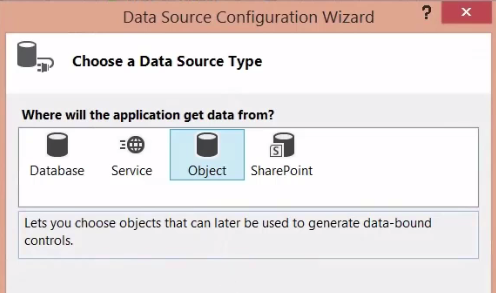 Data Source Configuration Wizard
?
x
Choose a Data Source Type
Where will the application get data from?
Database Service Object SharePoint
S
Lets you choose objects that can later be used to generate data-bound
controls.